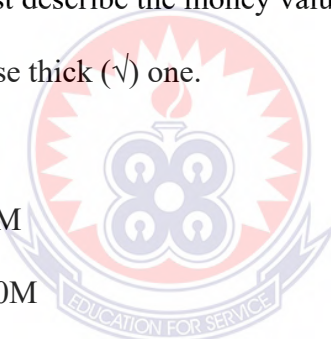 st describe the money valu
se thick (√) one.
M
0M
EDUCATION FOR SERVICE